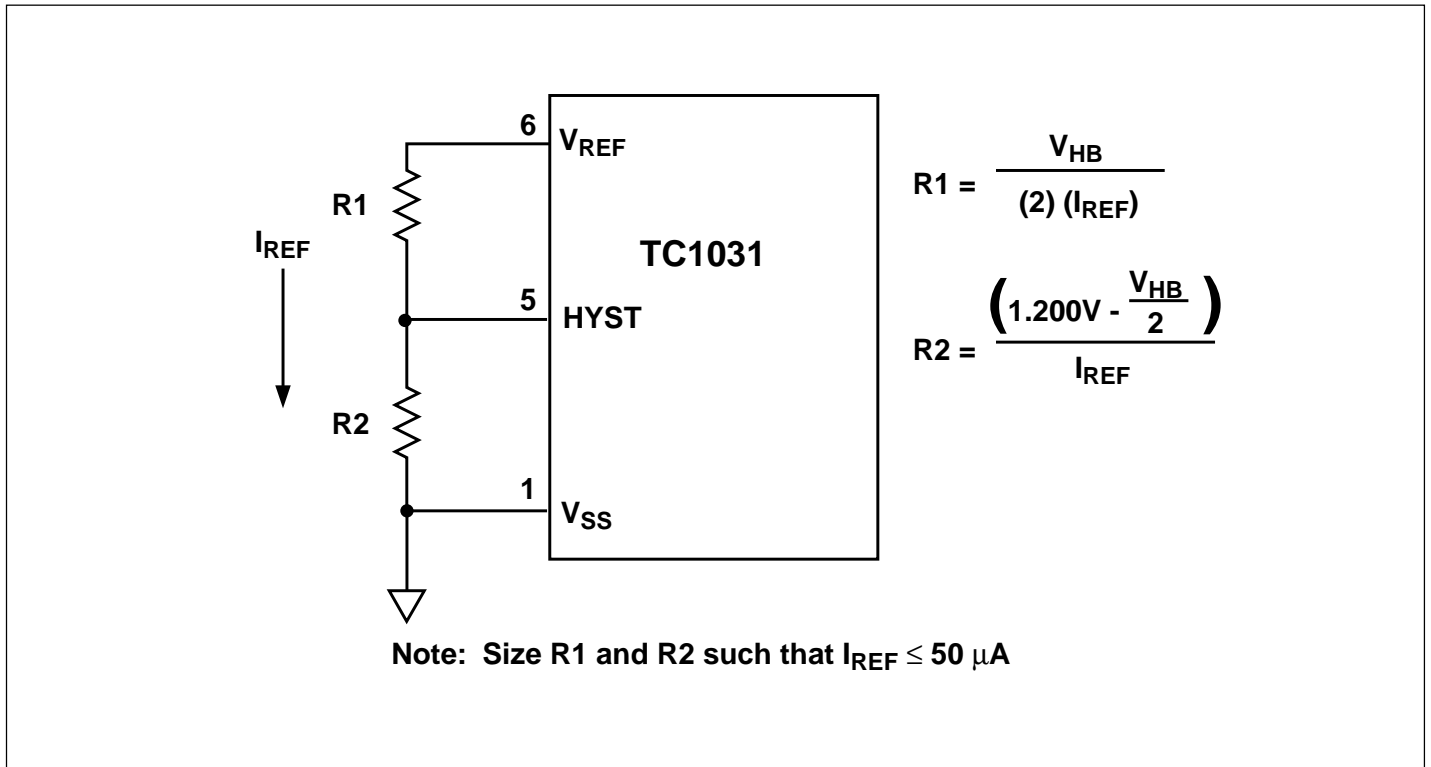 6
V_REF
R1
I_REF
TC1031
5
HYST
R2
1
V_SS
R1 = V_HB / (2) (I_REF)
R2 = (1.200V - V_HB / 2) / I_REF
Note: Size R1 and R2 such that I_REF ≤ 50 μA